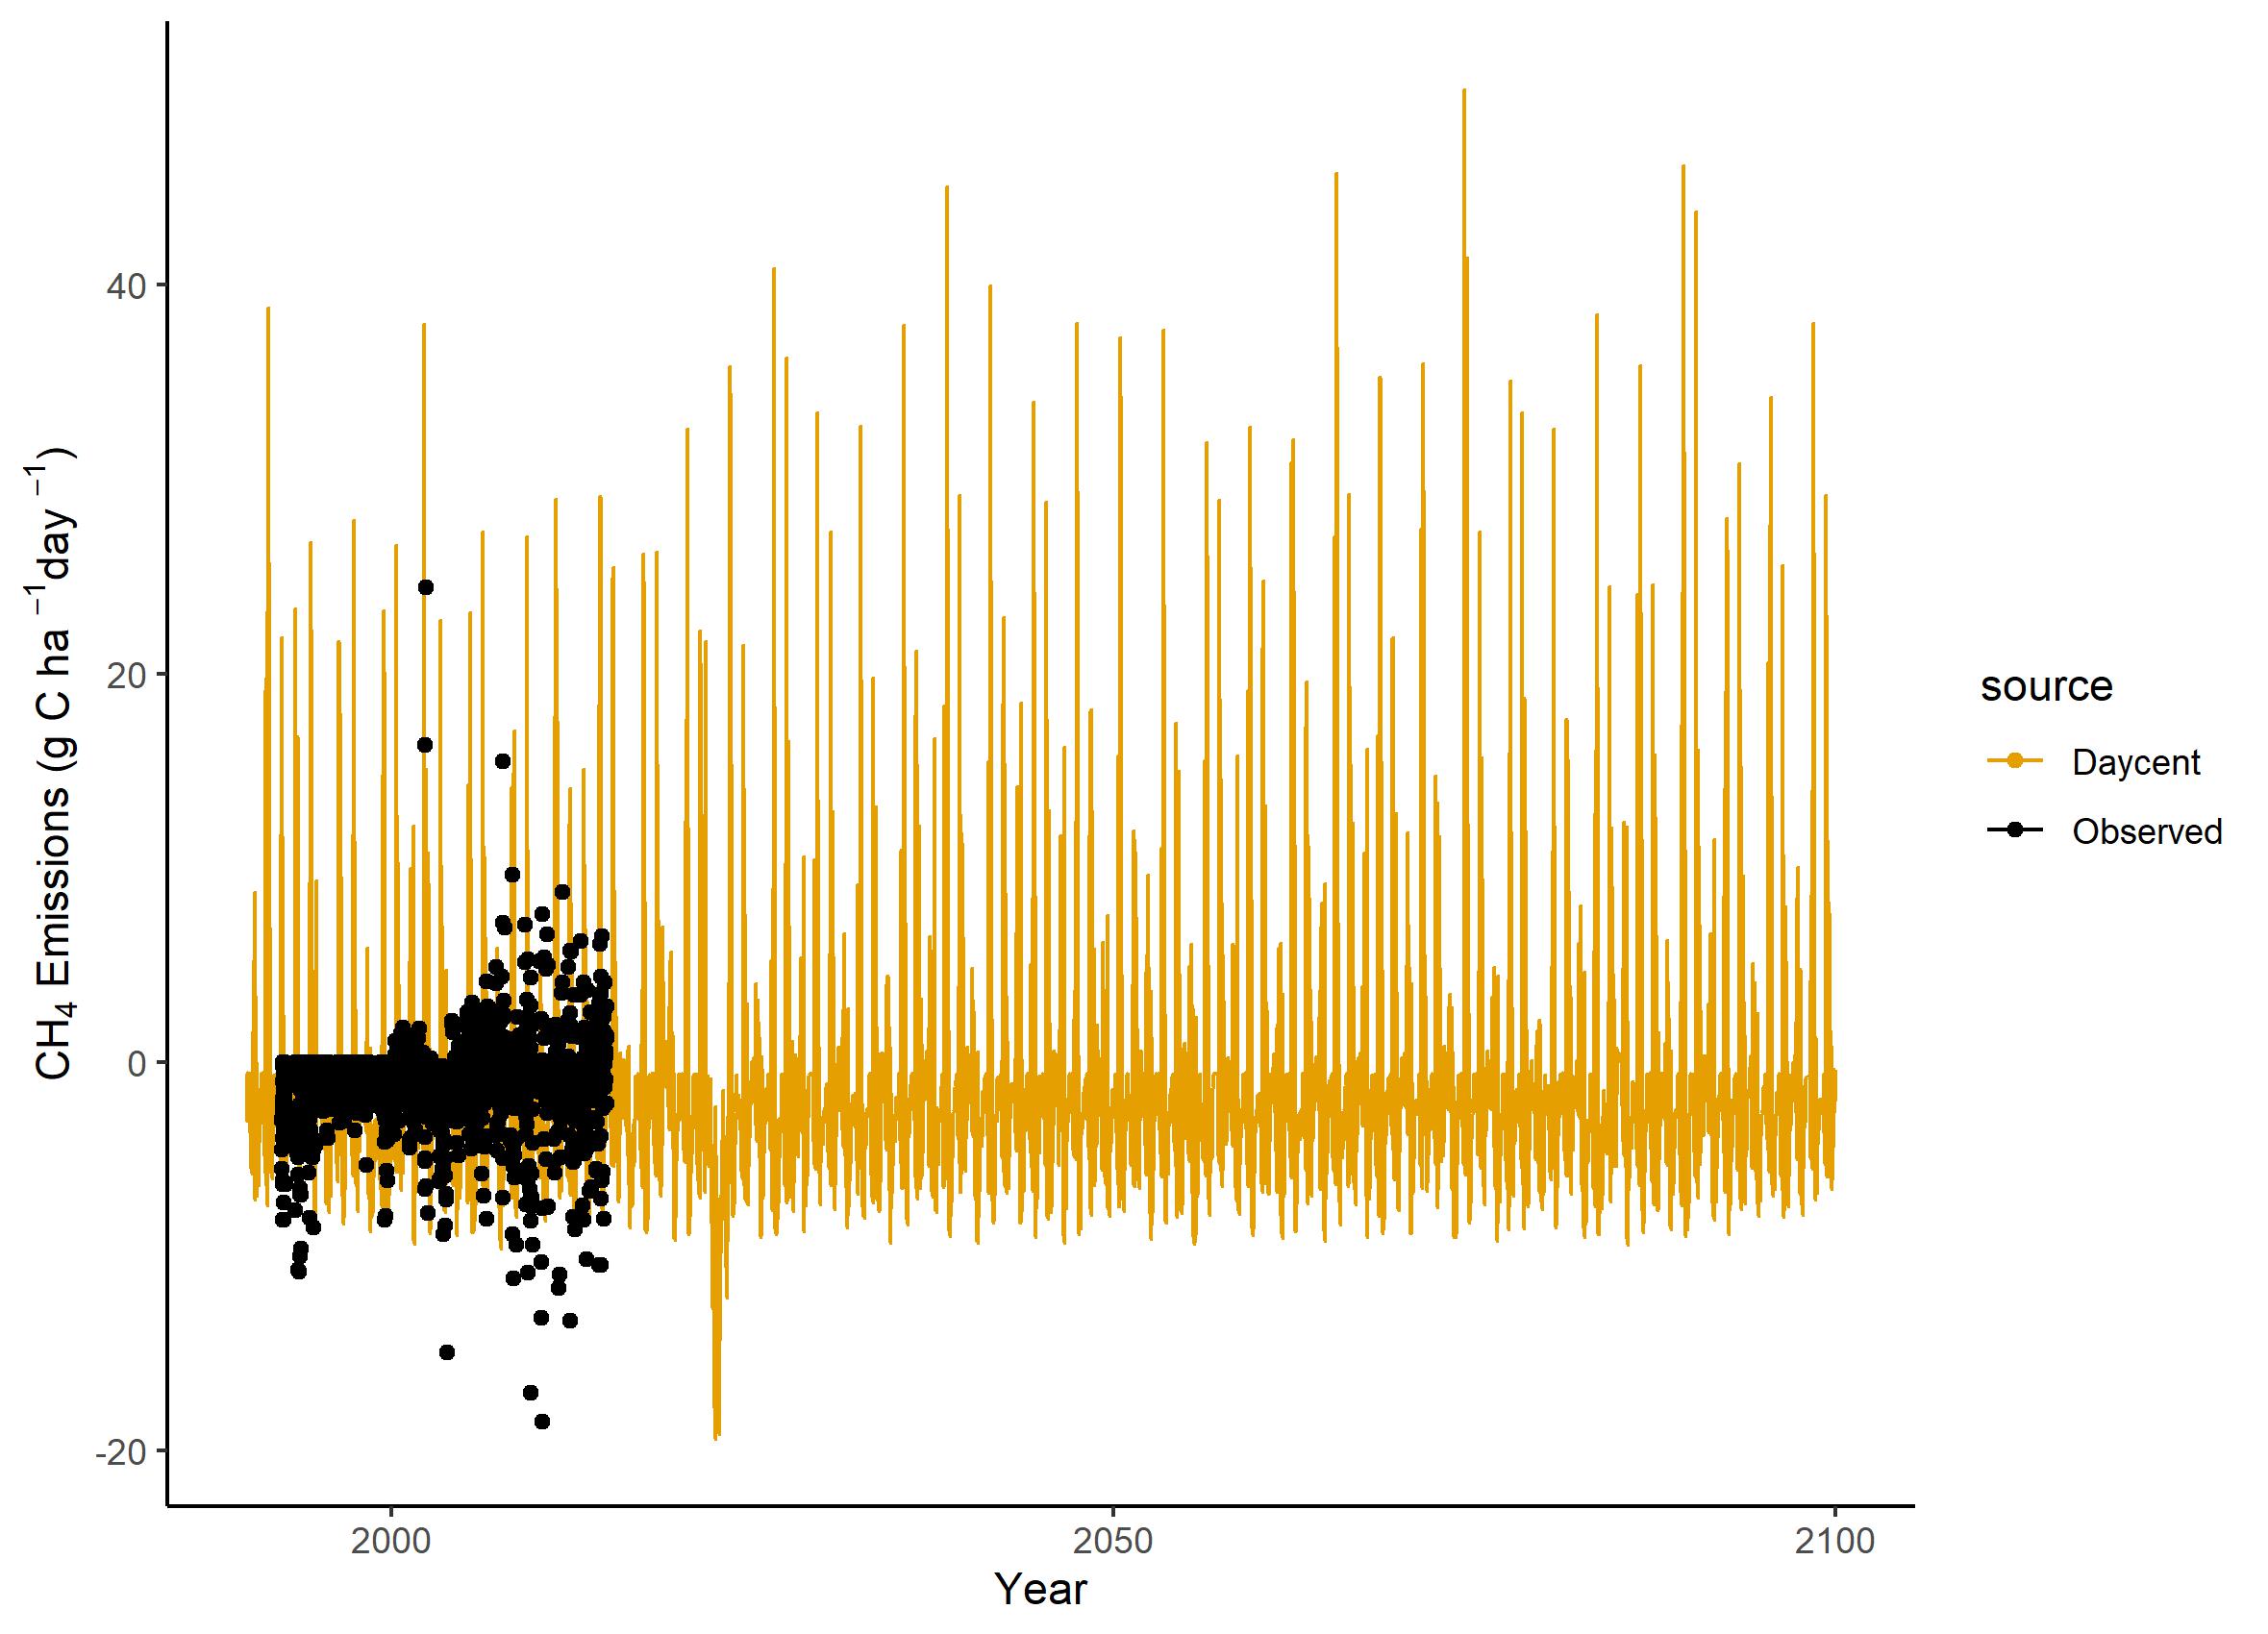 CH₄ Emissions (g C ha ⁻¹day ⁻¹)
40
20
0
-20
2000
2050
2100
Year
source
Daycent
Observed